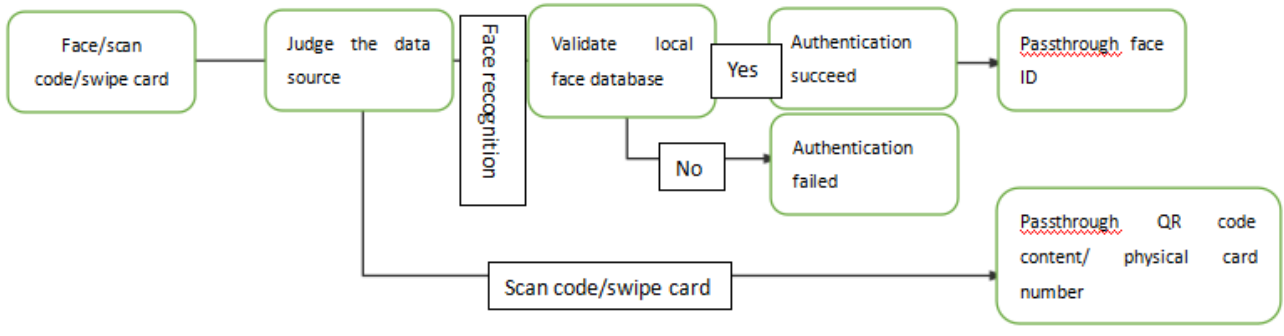 Face/scan
code/swipe card
Judge the data
source
Face recognition
Validate local
face database
Yes
Authentication
succeed
Passthrough face
ID
No
Authentication
failed
Scan code/swipe card
Passthrough QR code
content/ physical card
number